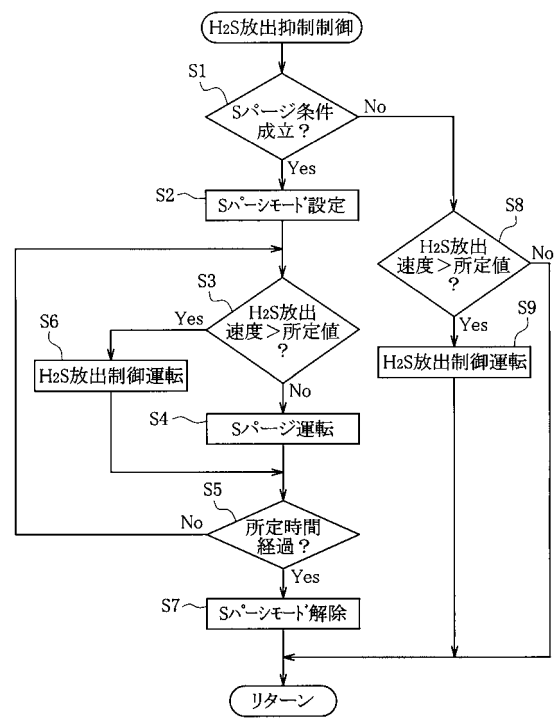 H2S放出抑制制御
S1
Sパージ条件
成立？
No
Yes
S2
Sパージモード設定
S8
H2S放出
速度＞所定値
？
No
Yes
S3
H2S放出
速度＞所定値
？
Yes
No
S6
H2S放出制御運転
S9
H2S放出制御運転
S4
Sパージ運転
S5
所定時間
経過？
No
Yes
S7
Sパージモード解除
リターン